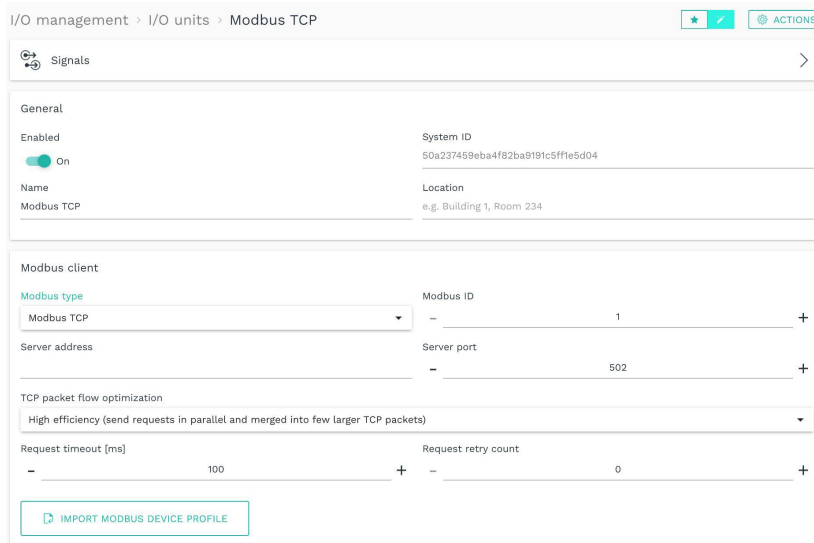 I/O management > I/O units > Modbus TCP
ACTIONS
Signals
General
Enabled
System ID
On
50a237459eba4f82ba9191c5ff1e5d04
Name
Location
Modbus TCP
e.g. Building 1, Room 234
Modbus client
Modbus type
Modbus ID
Modbus TCP
- 1 +
Server address
Server port
- 502 +
TCP packet flow optimization
High efficiency (send requests in parallel and merged into few larger TCP packets)
Request timeout [ms]
Request retry count
- 100 +
- 0 +
IMPORT MODBUS DEVICE PROFILE